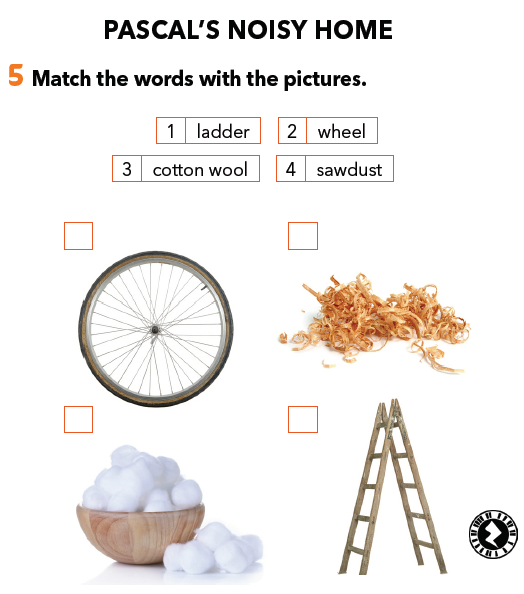 PASCAL'S NOISY HOME
5 Match the words with the pictures.
1 ladder 2 wheel
3 cotton wool 4 sawdust